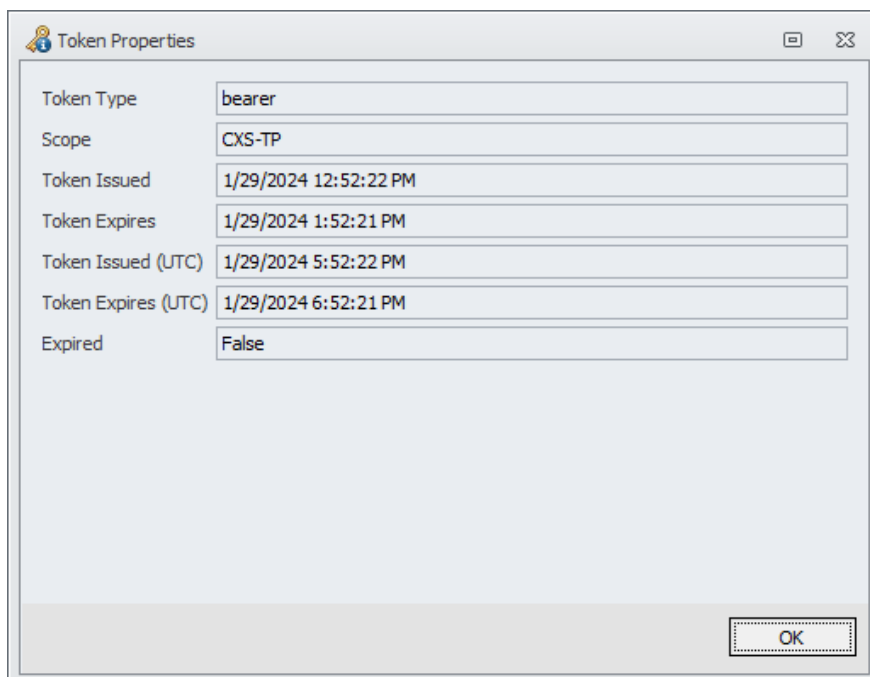 Token Properties
Token Type bearer
Scope CXS-TP
Token Issued 1/29/2024 12:52:22 PM
Token Expires 1/29/2024 1:52:21 PM
Token Issued (UTC) 1/29/2024 5:52:22 PM
Token Expires (UTC) 1/29/2024 6:52:21 PM
Expired False
OK